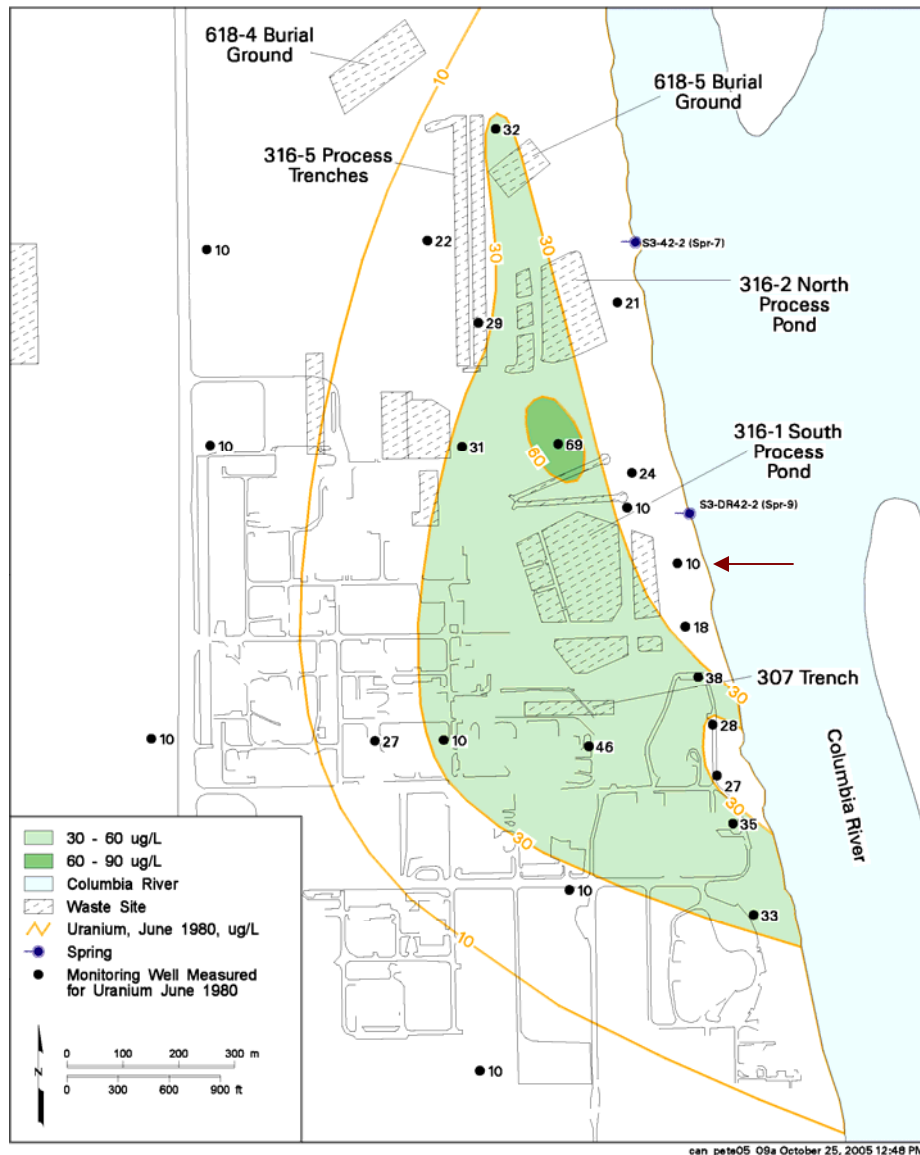 618-4 Burial
Ground
10
618-5 Burial
Ground
32
316-5 Process
Trenches
10
22
30
30
S3-42-2 (Spr-7)
316-2 North
Process
Pond
21
29
316-1 South
Process
Pond
10
31
69
60
24
10
S3-DR42-2 (Spr-9)
10
18
38
30
307 Trench
28
10
27
10
46
27
30
35
30
Columbia River
10
33
10
10
30 - 60 ug/L
60 - 90 ug/L
Columbia River
Waste Site
Uranium, June 1980, ug/L
Spring
Monitoring Well Measured
for Uranium June 1980
N
0 100 200 300 m
0 300 600 900 ft
can_pete05_09a October 25, 2005 12:48 PM